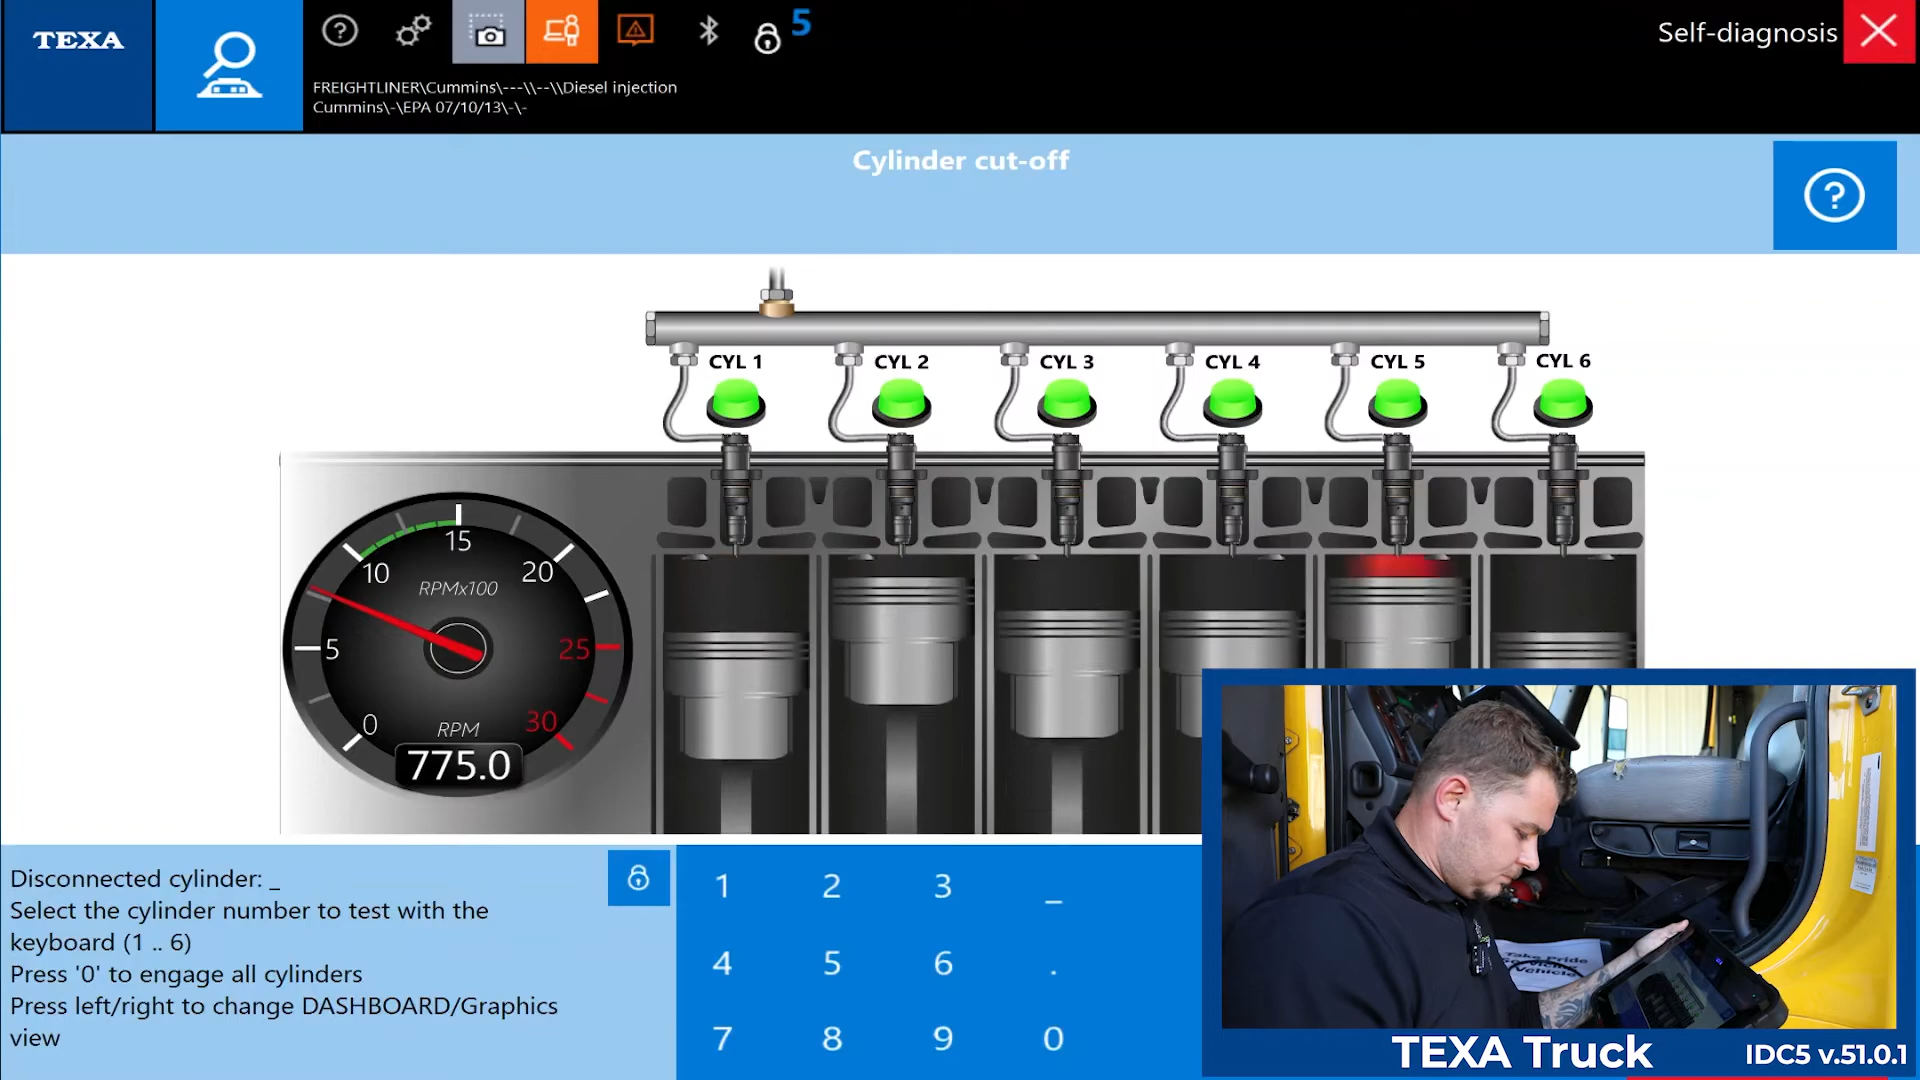 TEXA
5
Self-diagnosis
FREIGHTLINER\Cummins\---\\--\\Diesel injection
Cummins\-\EPA 07/10/13\-\-
Cylinder cut-off
?
CYL 1 CYL 2 CYL 3 CYL 4 CYL 5 CYL 6
15
10 20
RPMx100
5 25
0 30
RPM
775.0
Disconnected cylinder: _
Select the cylinder number to test with the
keyboard (1 .. 6)
Press '0' to engage all cylinders
Press left/right to change DASHBOARD/Graphics
view
1 2 3 _
4 5 6 .
7 8 9 0
Take Pride
Vehicle
TEXA Truck
IDC5 v.51.0.1